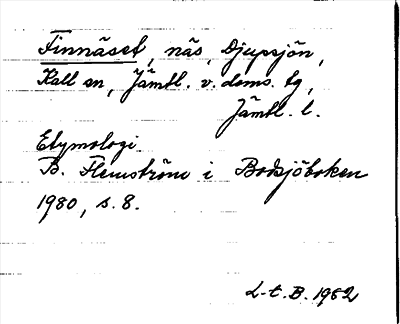 Finnäset, näs, Djupsjön,
Kall sn, Jämtl. v. doms. tg,
Jämtl. l.
Etymologi
B. Flemström i Bodsjöboken
1980, s. 8.
L-t. B. 1982